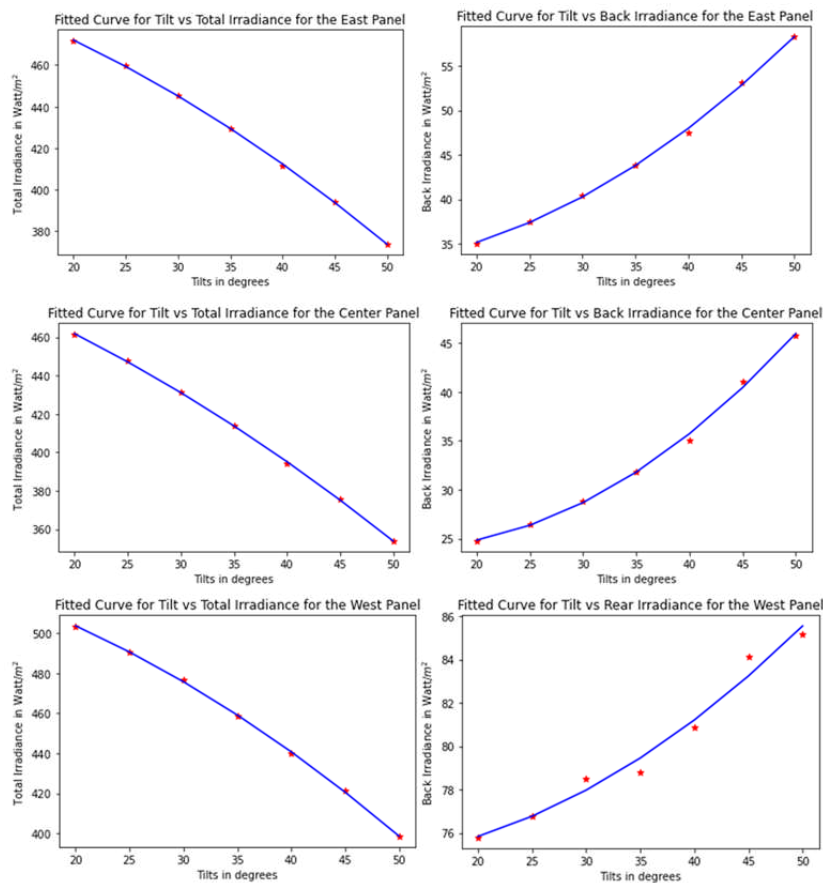 Fitted Curve for Tilt vs Total Irradiance for the East Panel
Total Irradiance in Watt/m²
460
440
420
400
380
20 25 30 35 40 45 50
Tilts in degrees
Fitted Curve for Tilt vs Back Irradiance for the East Panel
Back Irradiance in Watt/m²
55
50
45
40
35
20 25 30 35 40 45 50
Tilts in degrees
Fitted Curve for Tilt vs Total Irradiance for the Center Panel
Total Irradiance in Watt/m²
460
440
420
400
380
360
20 25 30 35 40 45 50
Tilts in degrees
Fitted Curve for Tilt vs Back Irradiance for the Center Panel
Back Irradiance in Watt/m²
45
40
35
30
25
20 25 30 35 40 45 50
Tilts in degrees
Fitted Curve for Tilt vs Total Irradiance for the West Panel
Total Irradiance in Watt/m²
500
480
460
440
420
400
20 25 30 35 40 45 50
Tilts in degrees
Fitted Curve for Tilt vs Rear Irradiance for the West Panel
Back Irradiance in Watt/m²
86
84
82
80
78
76
20 25 30 35 40 45 50
Tilts in degrees